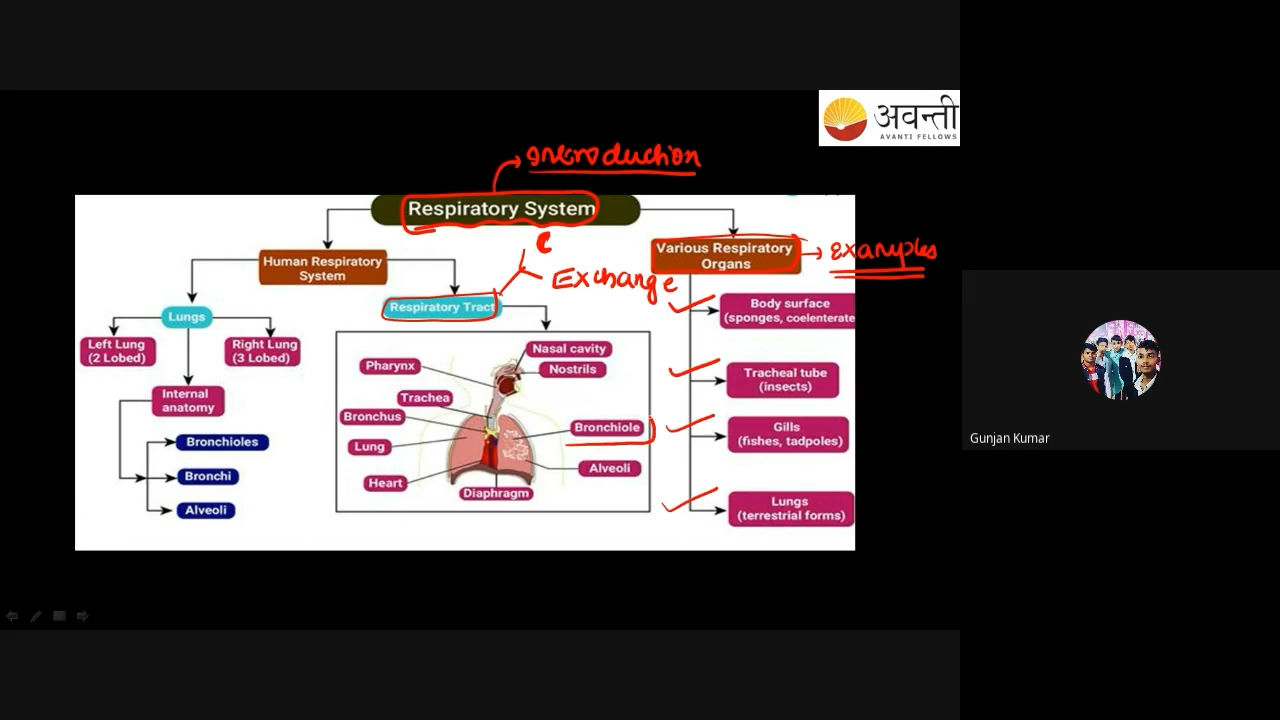 अवन्ती
AVANTI FELLOWS
Introduction
Respiratory System
Human Respiratory
System
Various Respiratory
Organs
Examples
C
Exchange
Lungs
Respiratory Tract
Body surface
(sponges, coelenterate
Left Lung
(2 Lobed)
Right Lung
(3 Lobed)
Nasal cavity
Pharynx
Nostrils
Tracheal tube
(insects)
Internal
anatomy
Trachea
Bronchus
Bronchiole
Gills
(fishes, tadpoles)
Bronchioles
Lung
Alveoli
Gunjan Kumar
Bronchi
Heart
Diaphragm
Lungs
(terrestrial forms)
Alveoli